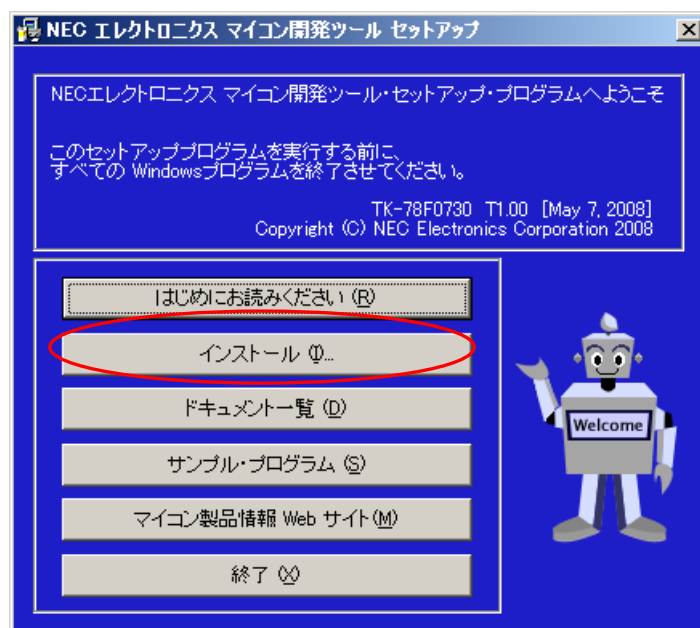 NEC エレクトロニクス マイコン開発ツール セットアップ
NECエレクトロニクス マイコン開発ツール・セットアップ・プログラムへようこそ
このセットアッププログラムを実行する前に、
すべての Windowsプログラムを終了させてください。
TK-78F0730 T1.00 [May 7, 2008]
Copyright (C) NEC Electronics Corporation 2008
はじめにお読みください (R)
インストール (I)...
ドキュメント一覧 (D)
サンプル・プログラム (S)
マイコン製品情報 Web サイト(M)
終了 (X)
Welcome